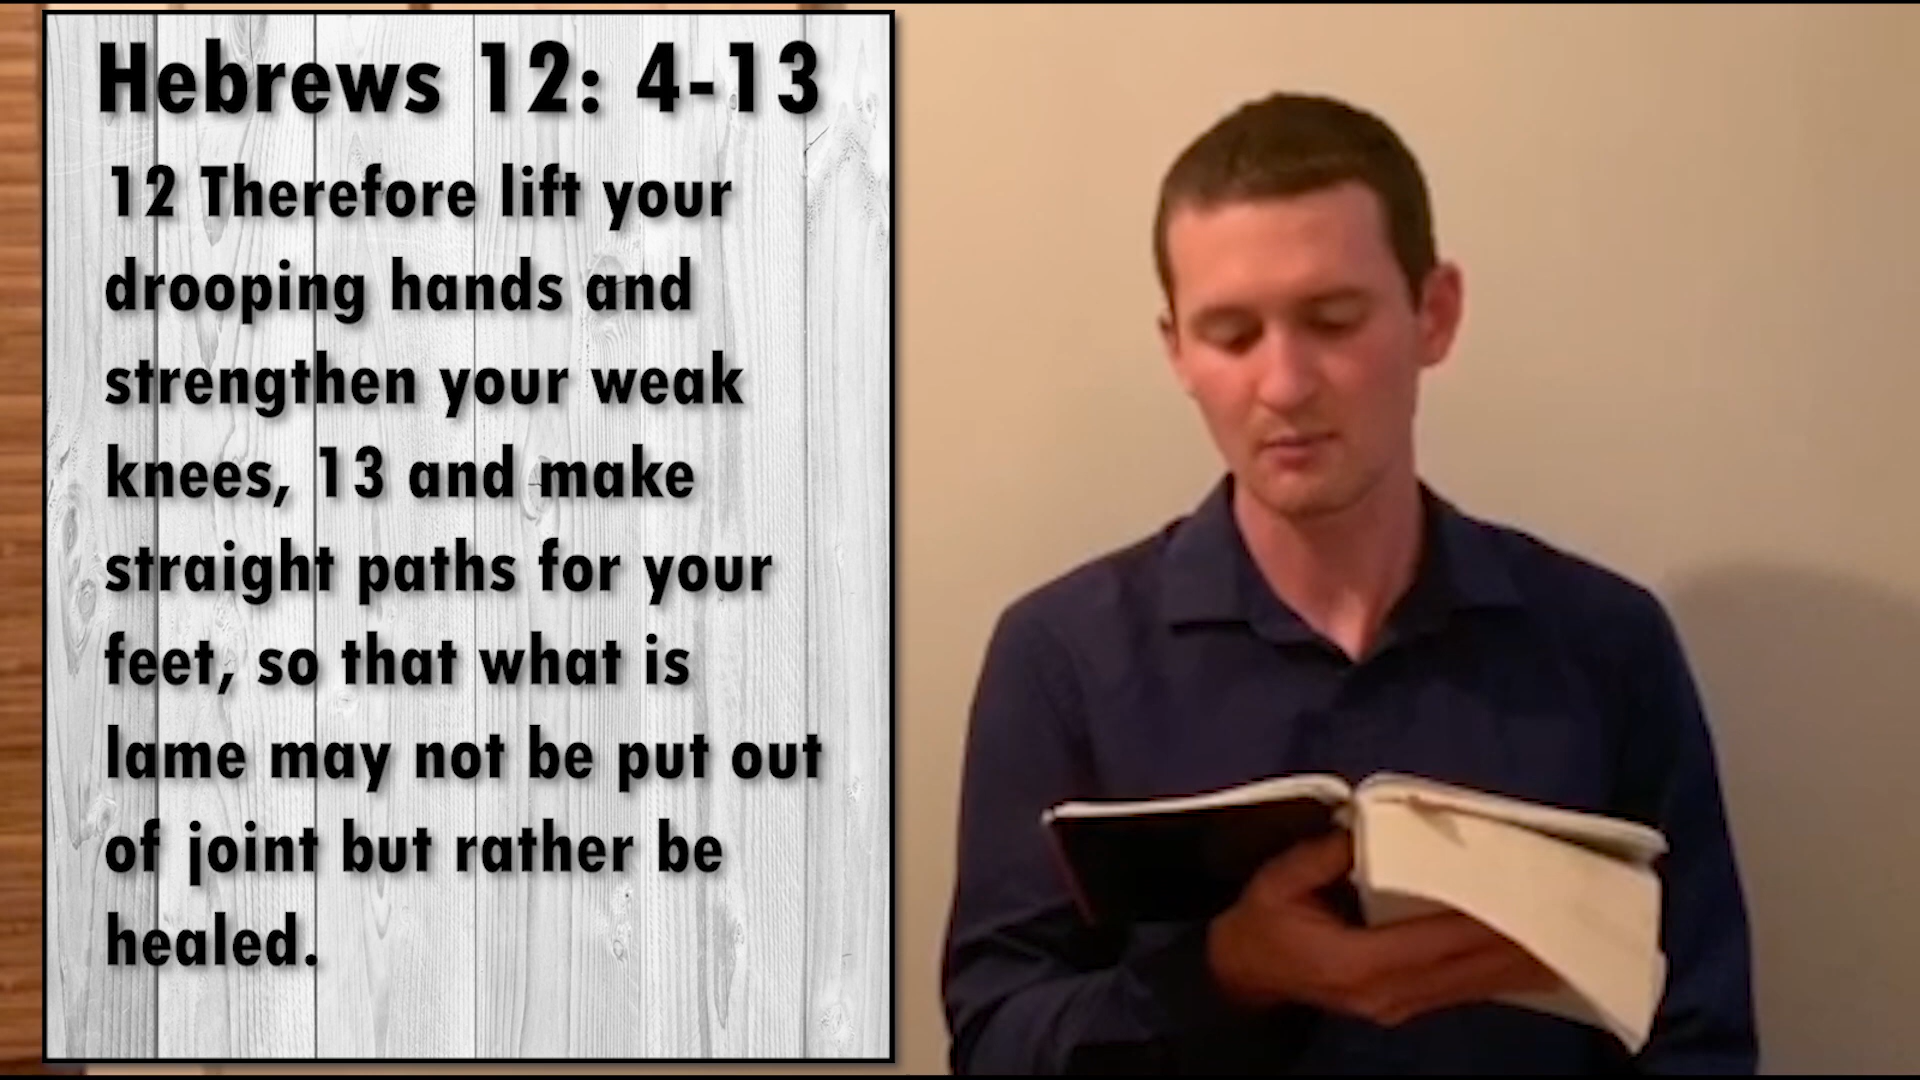 Hebrews 12: 4-13
12 Therefore lift your
drooping hands and
strengthen your weak
knees, 13 and make
straight paths for your
feet, so that what is
lame may not be put out
of joint but rather be
healed.